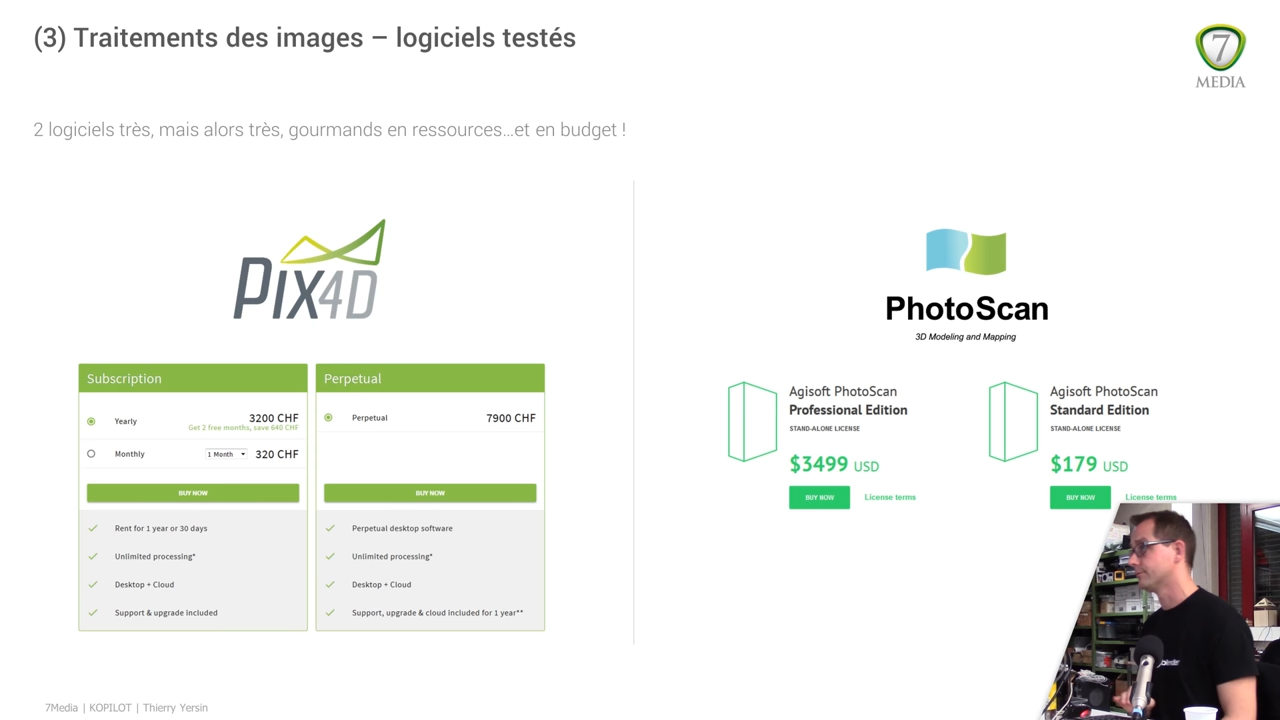 (3) Traitements des images – logiciels testés
7
MEDIA
2 logiciels très, mais alors très, gourmands en ressources…et en budget !
PIX4D
Subscription
Yearly
3200 CHF
Get 2 free months, save 640 CHF
Monthly
1 Month
320 CHF
BUY NOW
Rent for 1 year or 30 days
Unlimited processing*
Desktop + Cloud
Support & upgrade included
Perpetual
Perpetual
7900 CHF
BUY NOW
Perpetual desktop software
Unlimited processing*
Desktop + Cloud
Support, upgrade & cloud included for 1 year**
PhotoScan
3D Modeling and Mapping
Agisoft PhotoScan
Professional Edition
STAND-ALONE LICENSE
$3499 USD
BUY NOW
License terms
Agisoft PhotoScan
Standard Edition
STAND-ALONE LICENSE
$179 USD
BUY NOW
License terms
7Media | KOPILOT | Thierry Yersin